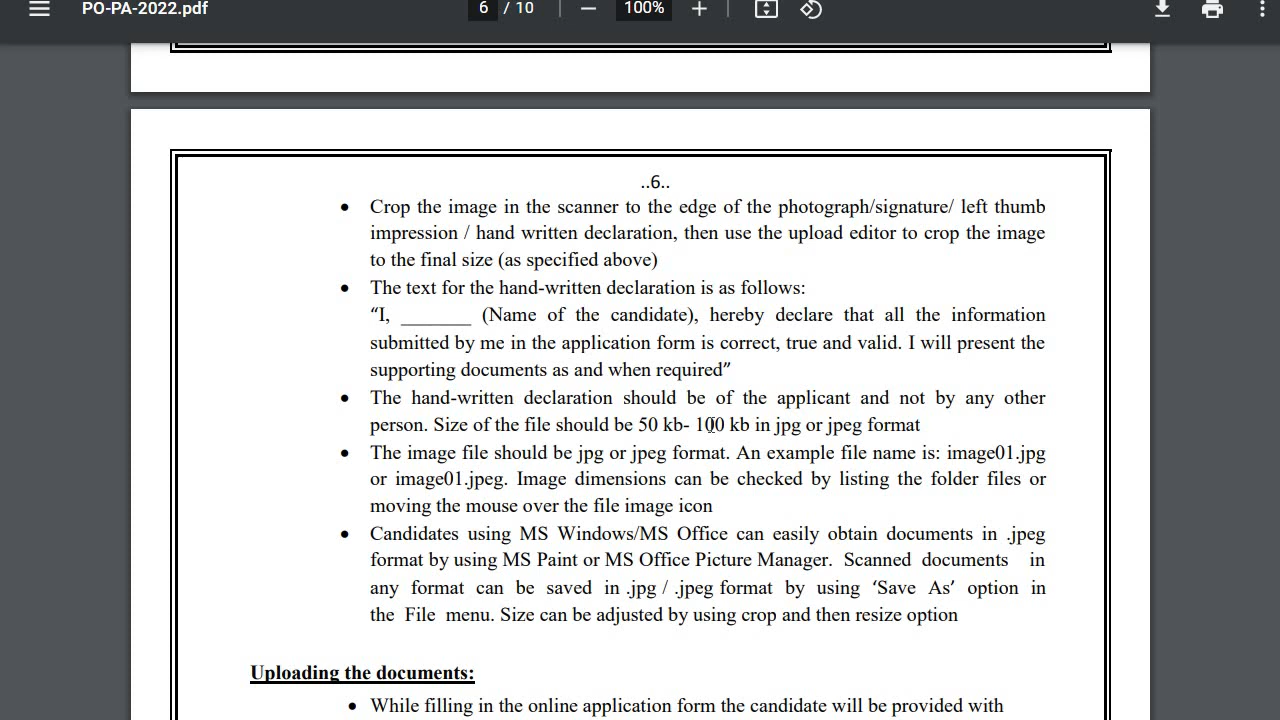 PO-PA-2022.pdf 6 / 10 100%
..6..
• Crop the image in the scanner to the edge of the photograph/signature/ left thumb
impression / hand written declaration, then use the upload editor to crop the image
to the final size (as specified above)
• The text for the hand-written declaration is as follows:
“I, _______ (Name of the candidate), hereby declare that all the information
submitted by me in the application form is correct, true and valid. I will present the
supporting documents as and when required”
• The hand-written declaration should be of the applicant and not by any other
person. Size of the file should be 50 kb- 100 kb in jpg or jpeg format
• The image file should be jpg or jpeg format. An example file name is: image01.jpg
or image01.jpeg. Image dimensions can be checked by listing the folder files or
moving the mouse over the file image icon
• Candidates using MS Windows/MS Office can easily obtain documents in .jpeg
format by using MS Paint or MS Office Picture Manager. Scanned documents in
any format can be saved in .jpg / .jpeg format by using ‘Save As’ option in
the File menu. Size can be adjusted by using crop and then resize option
Uploading the documents:
• While filling in the online application form the candidate will be provided with